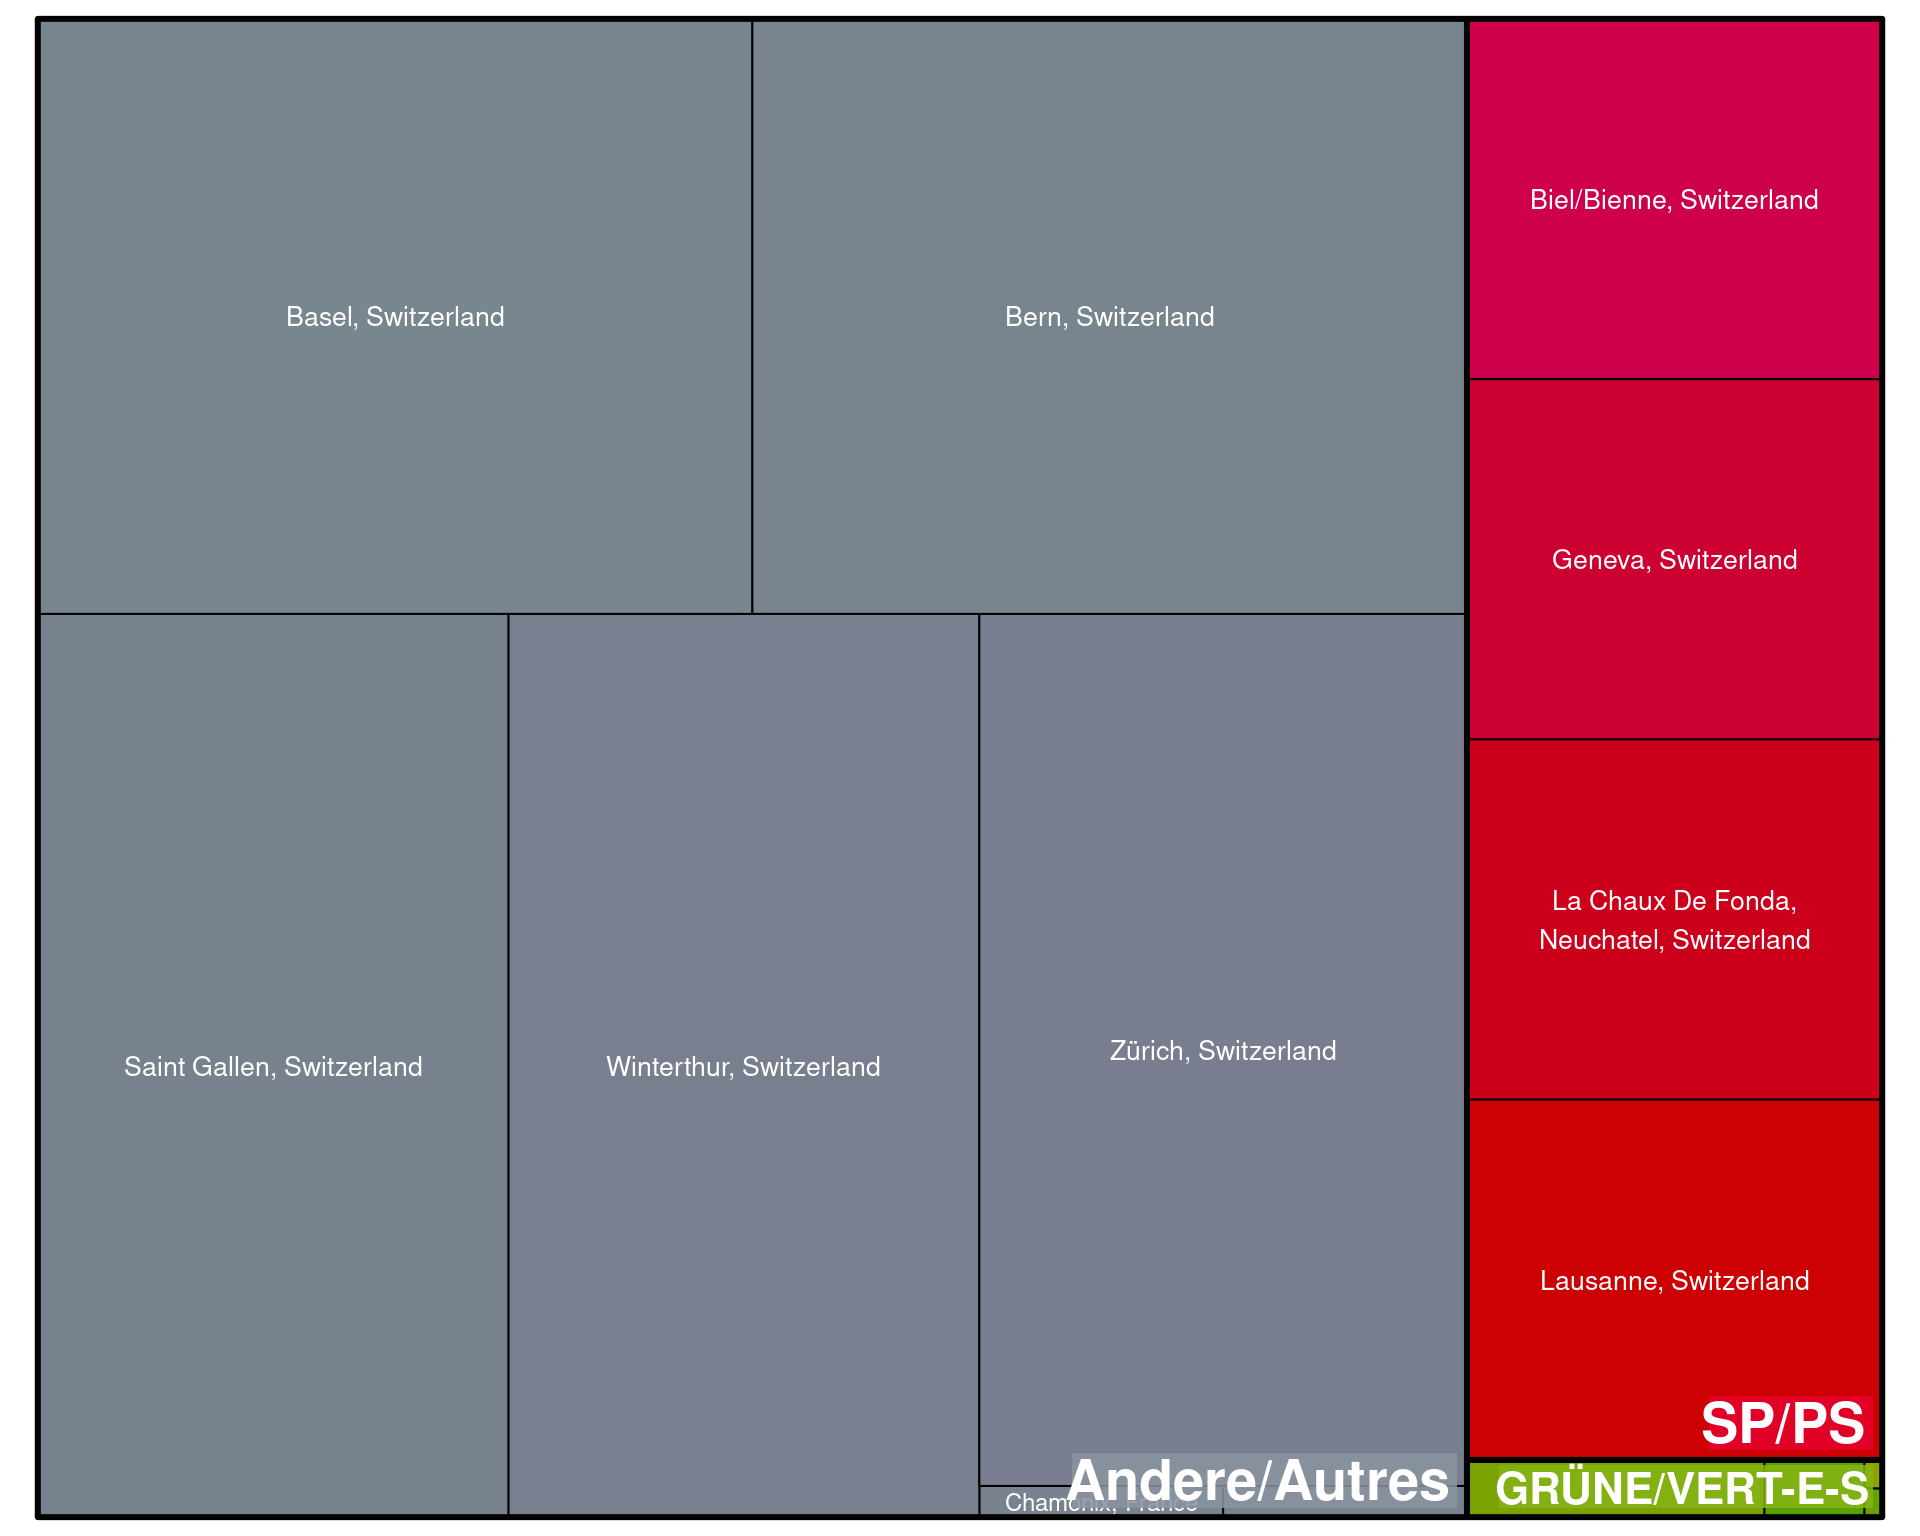 Basel, Switzerland
Bern, Switzerland
Biel/Bienne, Switzerland
Geneva, Switzerland
La Chaux De Fonda,
Neuchatel, Switzerland
Saint Gallen, Switzerland
Winterthur, Switzerland
Zürich, Switzerland
Lausanne, Switzerland
SP/PS
Andere/Autres
Chamonix, France
GRÜNE/VERT-E-S